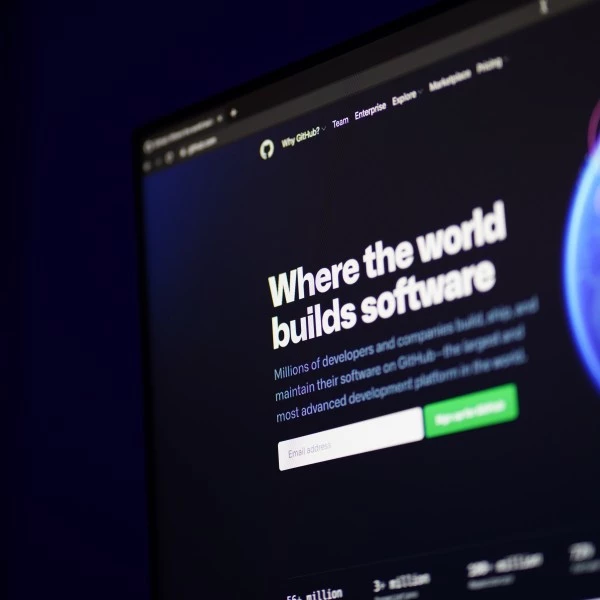 github.com
Why GitHub? Team Enterprise Explore Marketplace Pricing
Where the world
builds software
Millions of developers and companies build, ship, and
maintain their software on GitHub—the largest and
most advanced development platform in the world.
Email address
Sign up for GitHub
56+ million
3+ million
100+ million